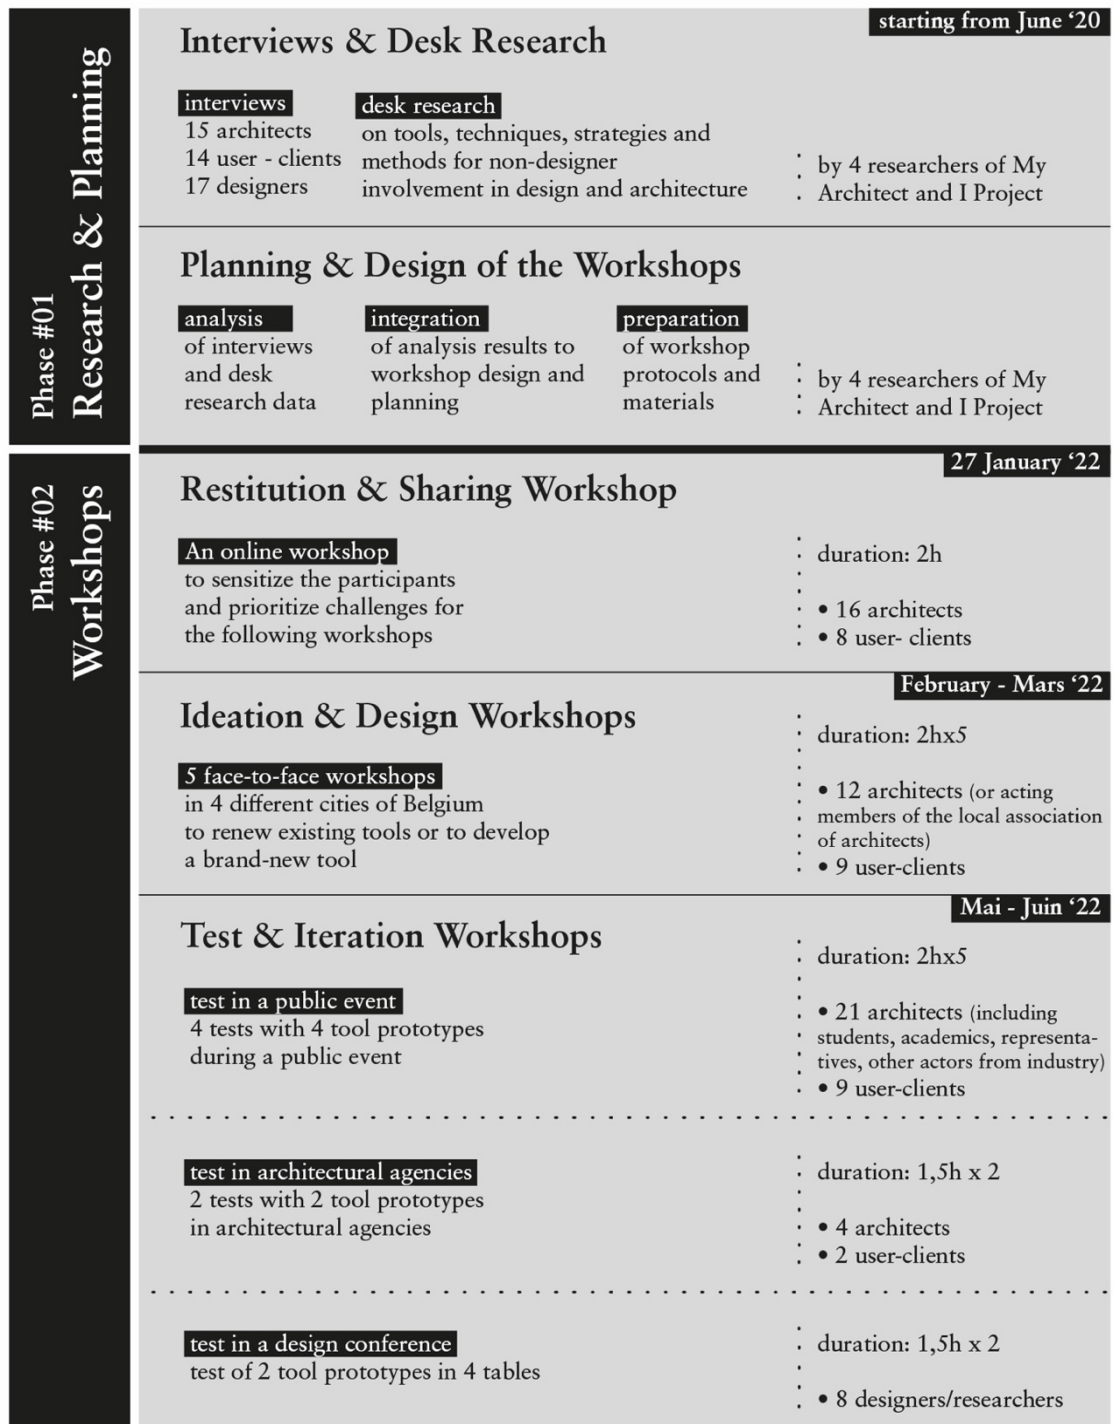 Phase #01
Research & Planning
starting from June ‘20
Interviews & Desk Research
interviews
15 architects
14 user - clients
17 designers
desk research
on tools, techniques, strategies and
methods for non-designer
involvement in design and architecture
by 4 researchers of My
Architect and I Project
Planning & Design of the Workshops
analysis
of interviews
and desk
research data
integration
of analysis results to
workshop design and
planning
preparation
of workshop
protocols and
materials
by 4 researchers of My
Architect and I Project
Phase #02
Workshops
27 January ‘22
Restitution & Sharing Workshop
An online workshop
to sensitize the participants
and prioritize challenges for
the following workshops
duration: 2h
• 16 architects
• 8 user- clients
February - Mars ‘22
Ideation & Design Workshops
5 face-to-face workshops
in 4 different cities of Belgium
to renew existing tools or to develop
a brand-new tool
duration: 2hx5
• 12 architects (or acting
members of the local association
of architects)
• 9 user-clients
Mai - Juin ‘22
Test & Iteration Workshops
test in a public event
4 tests with 4 tool prototypes
during a public event
duration: 2hx5
• 21 architects (including
students, academics, representa-
tives, other actors from industry)
• 9 user-clients
test in architectural agencies
2 tests with 2 tool prototypes
in architectural agencies
duration: 1,5h x 2
• 4 architects
• 2 user-clients
test in a design conference
test of 2 tool prototypes in 4 tables
duration: 1,5h x 2
• 8 designers/researchers